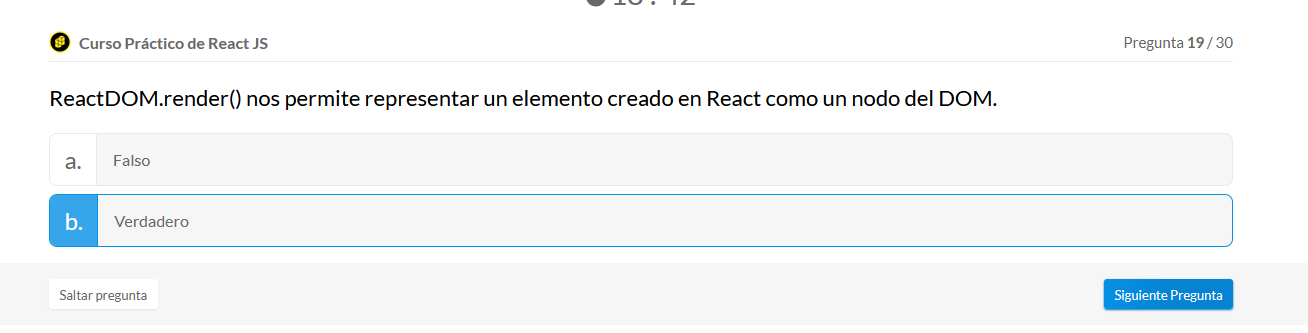 Curso Práctico de React JS
Pregunta 19 / 30
ReactDOM.render() nos permite representar un elemento creado en React como un nodo del DOM.
a. Falso
b. Verdadero
Saltar pregunta
Siguiente Pregunta